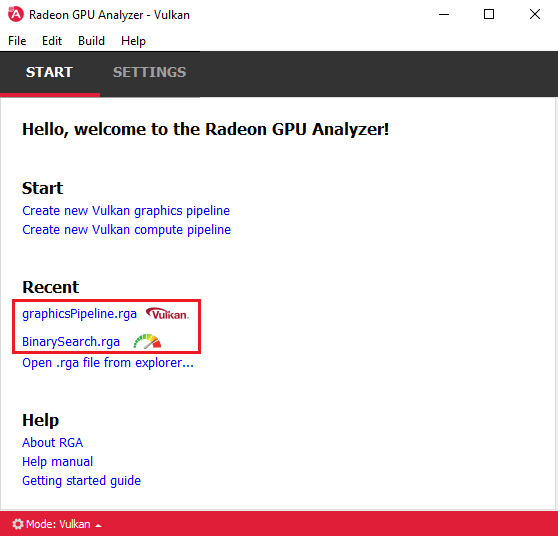 Radeon GPU Analyzer - Vulkan
File Edit Build Help
START SETTINGS
Hello, welcome to the Radeon GPU Analyzer!
Start
Create new Vulkan graphics pipeline
Create new Vulkan compute pipeline
Recent
graphicsPipeline.rga Vulkan.
BinarySearch.rga
Open .rga file from explorer...
Help
About RGA
Help manual
Getting started guide
Mode: Vulkan